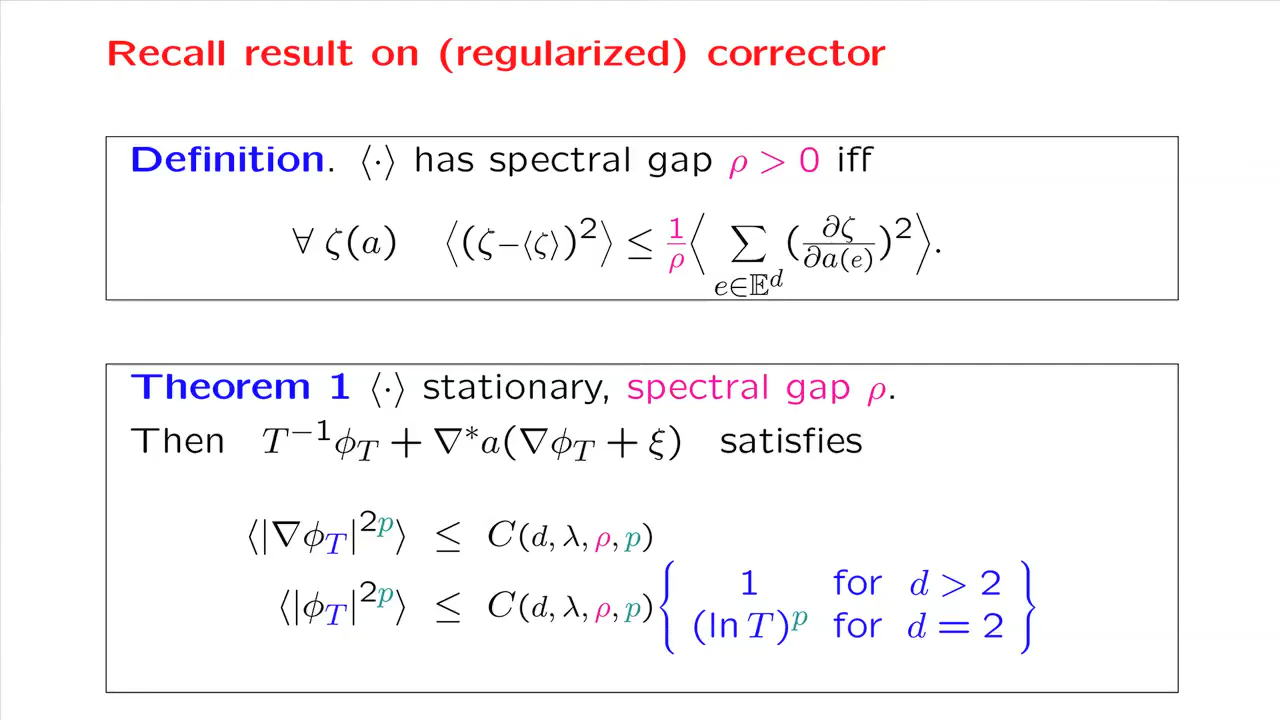 Recall result on (regularized) corrector
Definition. ⟨·⟩ has spectral gap ρ > 0 iff
∀ ζ(a) ⟨(ζ−⟨ζ⟩)²⟩ ≤ 1/ρ ⟨ ∑_{e∈𝔼^d} (∂ζ/∂a(e))² ⟩.
Theorem 1 ⟨·⟩ stationary, spectral gap ρ.
Then T⁻¹ϕ_T + ∇*a(∇ϕ_T + ξ) satisfies
⟨|∇ϕ_T|^{2p}⟩ ≤ C(d, λ, ρ, p)
⟨|ϕ_T|^{2p}⟩ ≤ C(d, λ, ρ, p) { 1 for d > 2
(ln T)^p for d = 2 }